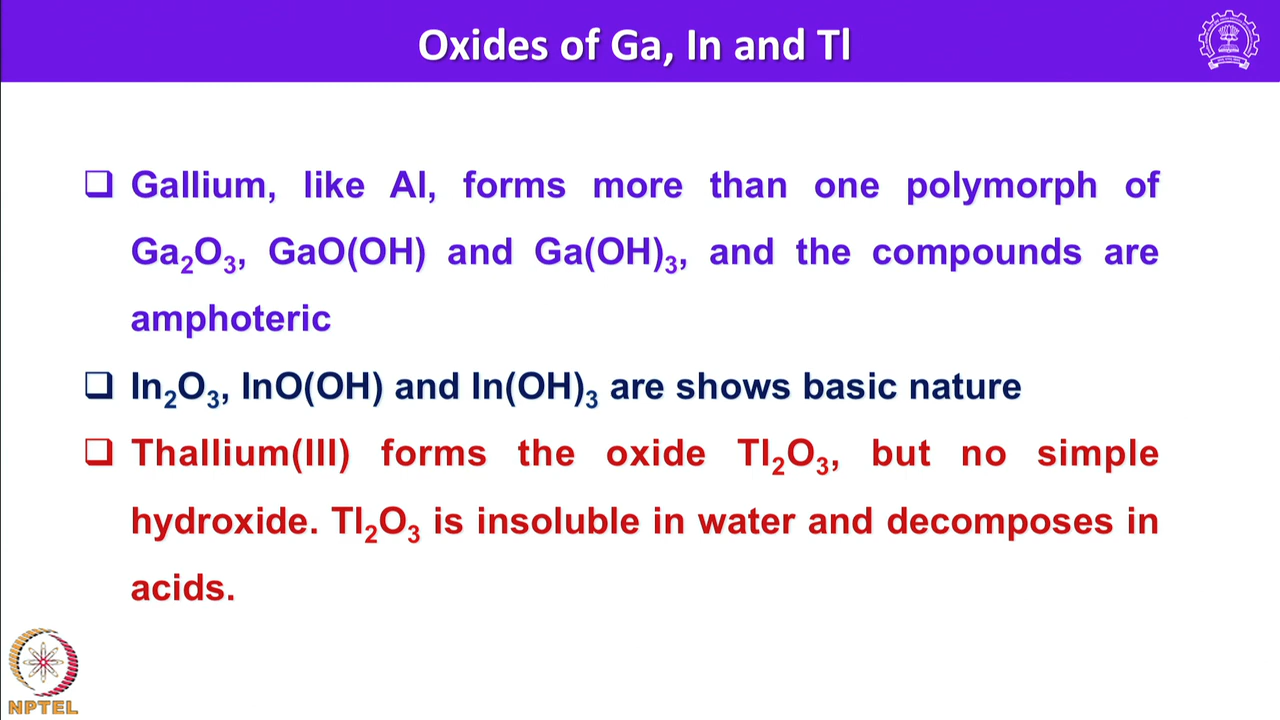 Oxides of Ga, In and Tl
❑ Gallium, like Al, forms more than one polymorph of
Ga₂O₃, GaO(OH) and Ga(OH)₃, and the compounds are
amphoteric
❑ In₂O₃, InO(OH) and In(OH)₃ are shows basic nature
❑ Thallium(III) forms the oxide Tl₂O₃, but no simple
hydroxide. Tl₂O₃ is insoluble in water and decomposes in
acids.
NPTEL